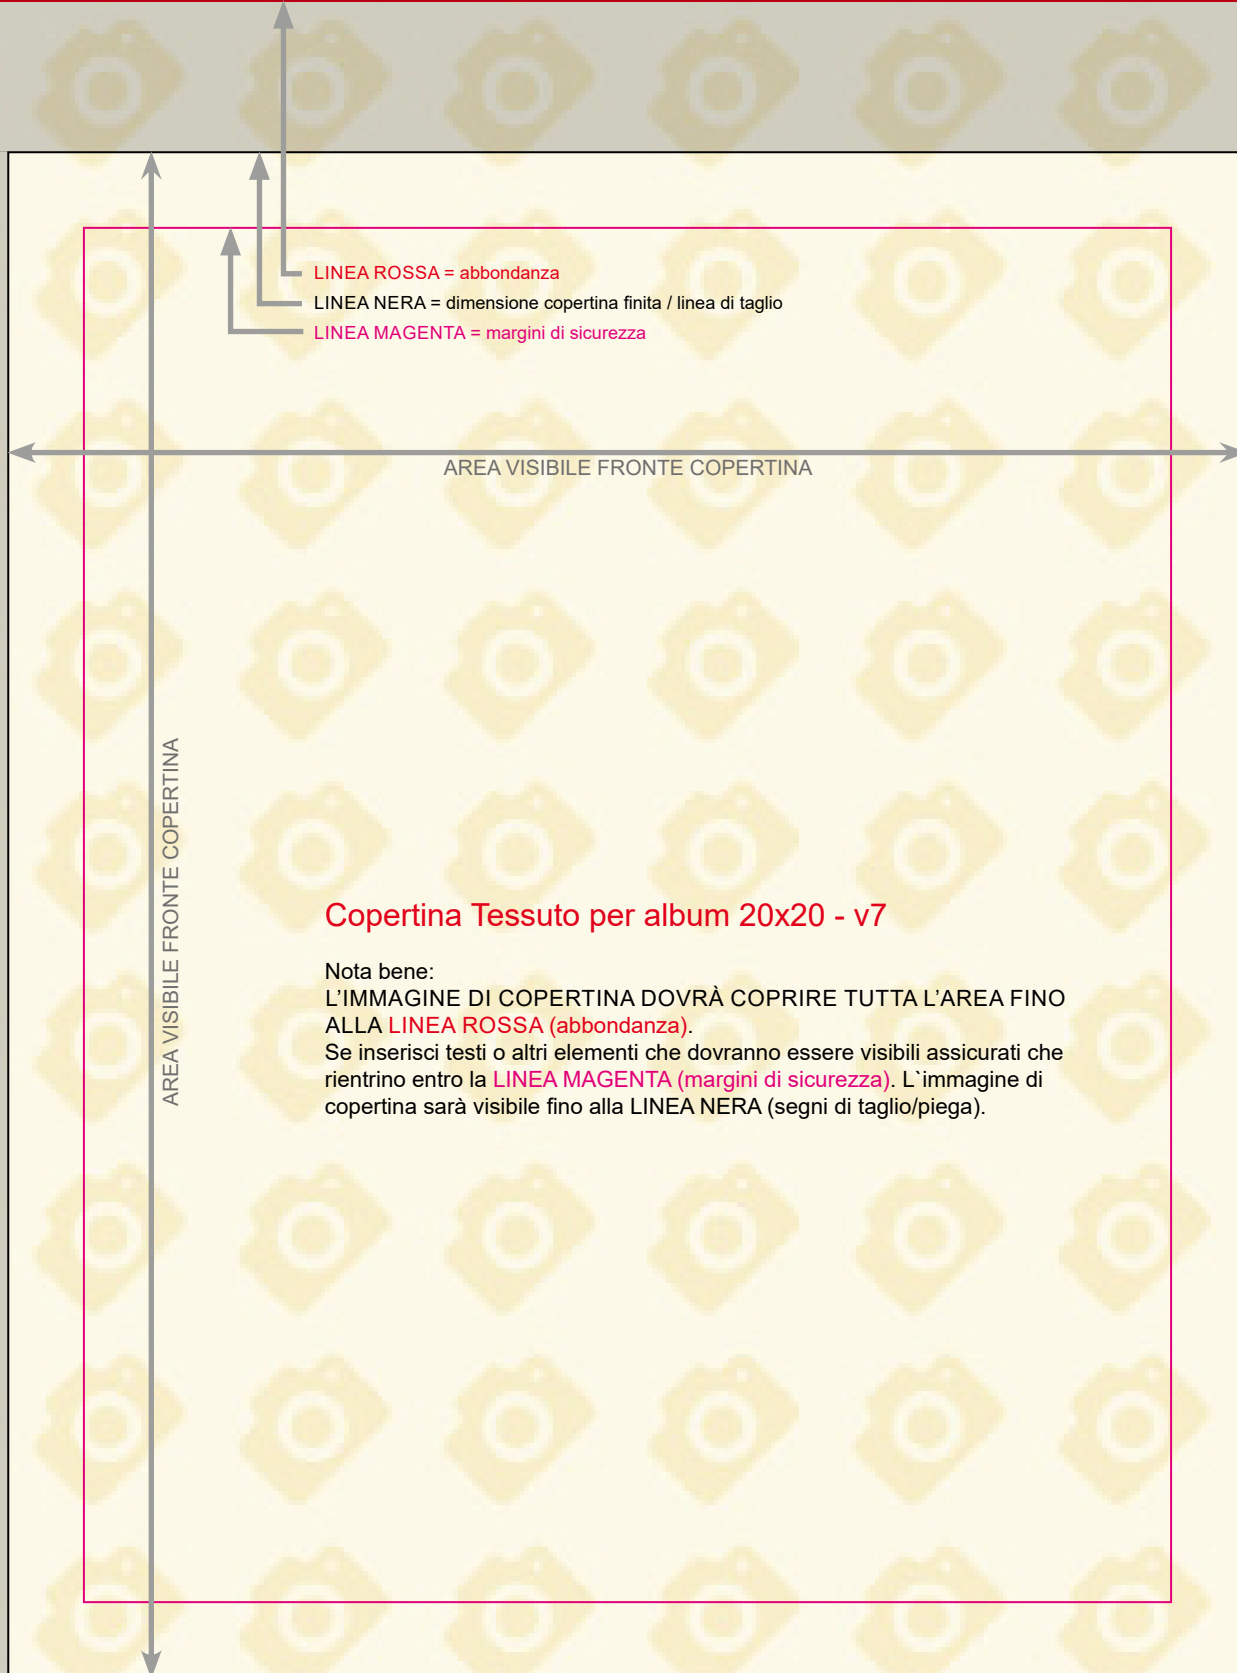 LINEA ROSSA = abbondanza
LINEA NERA = dimensione copertina finita / linea di taglio
LINEA MAGENTA = margini di sicurezza
AREA VISIBILE FRONTE COPERTINA
AREA VISIBILE FRONTE COPERTINA
Copertina Tessuto per album 20x20 - v7
Nota bene:
L’IMMAGINE DI COPERTINA DOVRÀ COPRIRE TUTTA L’AREA FINO
ALLA LINEA ROSSA (abbondanza).
Se inserisci testi o altri elementi che dovranno essere visibili assicurati che
rientrino entro la LINEA MAGENTA (margini di sicurezza). L`immagine di
copertina sarà visibile fino alla LINEA NERA (segni di taglio/piega).